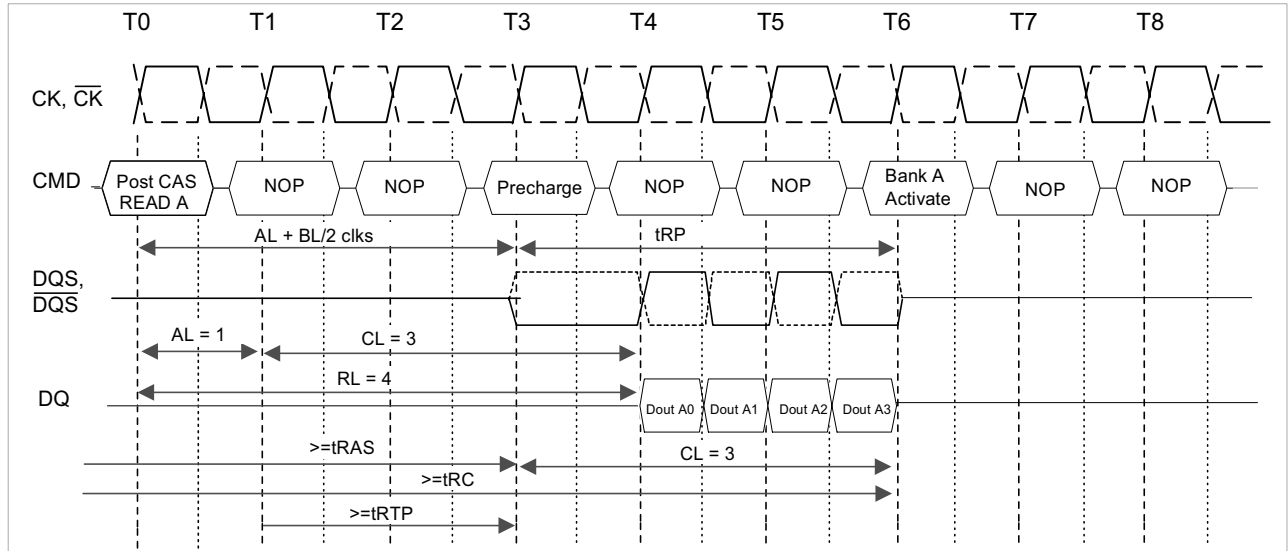 T0 T1 T2 T3 T4 T5 T6 T7 T8
CK, C̅K̅
CMD Post CAS READ A NOP NOP Precharge NOP NOP Bank A Activate NOP NOP
AL + BL/2 clks tRP
DQS,
D̅Q̅S̅
AL = 1 CL = 3
RL = 4
DQ Dout A0 Dout A1 Dout A2 Dout A3
>=tRAS CL = 3
>=tRC
>=tRTP